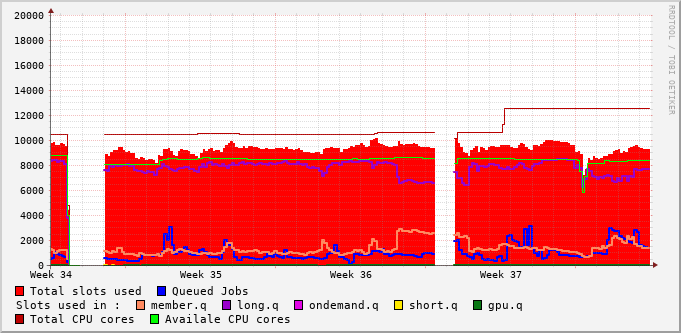 RRDTOOL / TOBI OETIKER
20000
18000
16000
14000
12000
10000
8000
6000
4000
2000
0
Week 34 Week 35 Week 36 Week 37
Total slots used Queued Jobs
Slots used in : member.q long.q ondemand.q short.q gpu.q
Total CPU cores Availale CPU cores